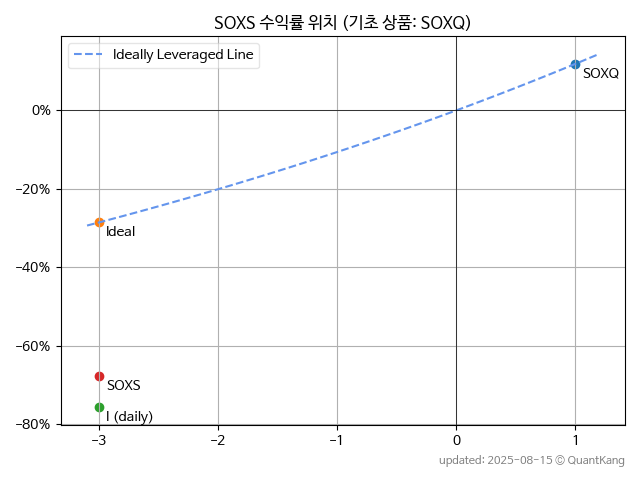 SOXS 수익률 위치 (기초 상품: SOXQ)
Ideally Leveraged Line
SOXQ
0%
−20%
Ideal
−40%
−60%
SOXS
I (daily)
−80%
−3
−2
−1
0
1
updated: 2025-08-15 © QuantKang